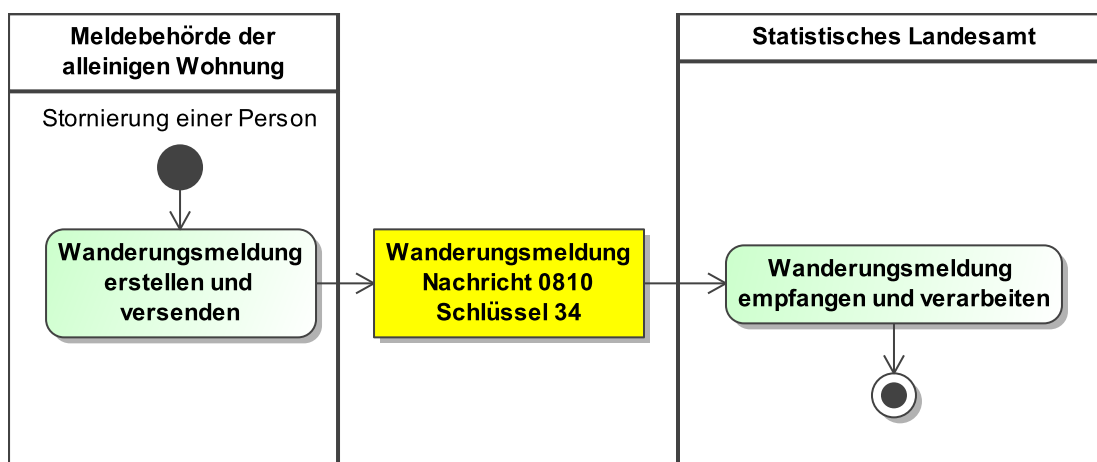 Meldebehörde der
alleinigen Wohnung
Statistisches Landesamt
Stornierung einer Person
Wanderungsmeldung
erstellen und
versenden
Wanderungsmeldung
Nachricht 0810
Schlüssel 34
Wanderungsmeldung
empfangen und verarbeiten